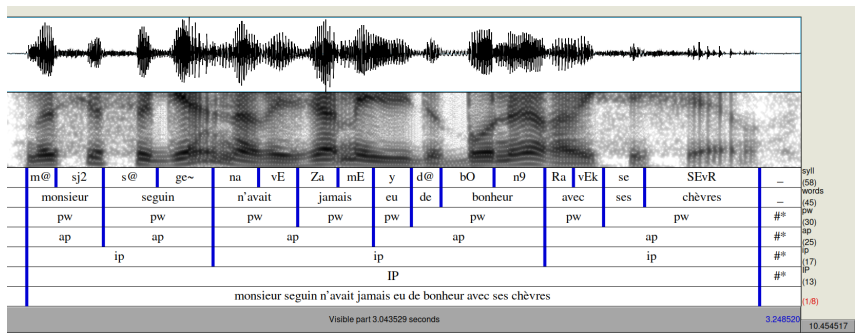 m@ sj2 s@ ge~ na vE Za mE y d@ bO n9 Ra vEk se SEvR _ syll (58)
monsieur seguin n'avait jamais eu de bonheur avec ses chèvres _ words (45)
pw pw pw pw pw pw pw pw #* pw (30)
ap ap ap ap ap #* ap (25)
ip ip ip #* ip (17)
IP #* IP (13)
monsieur seguin n'avait jamais eu de bonheur avec ses chèvres (1/8)
Visible part 3.043529 seconds 3.248520 10.454517